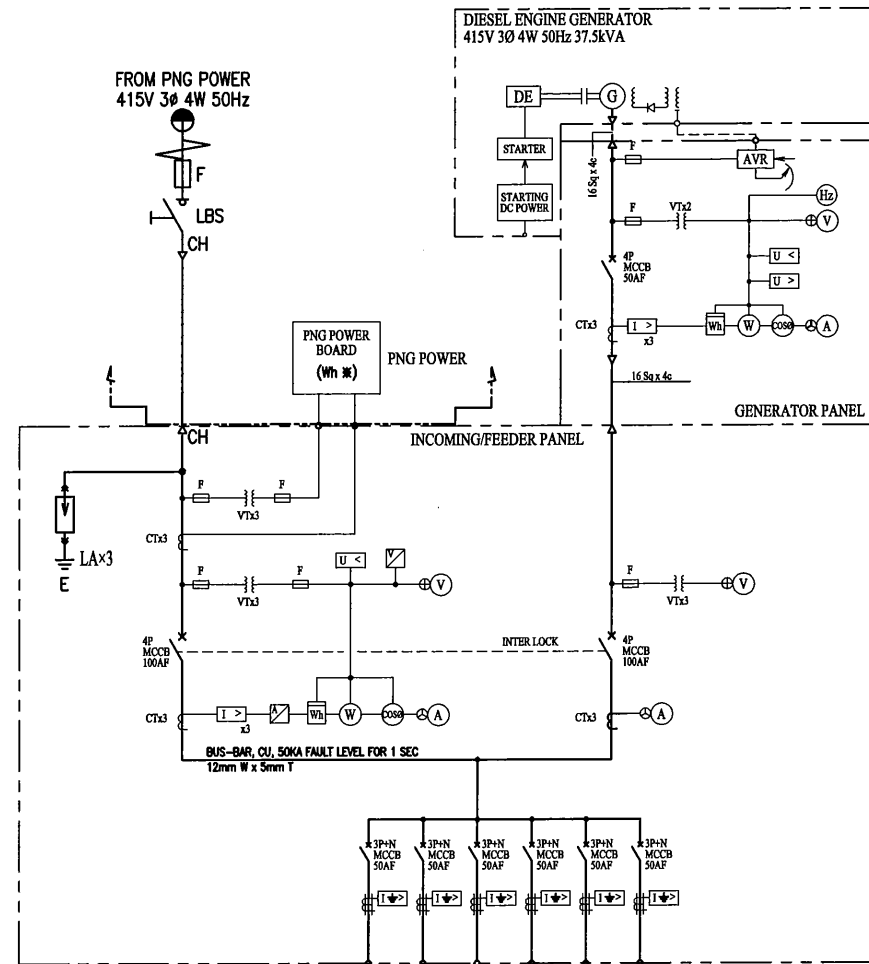 DIESEL ENGINE GENERATOR
415V 3Ø 4W 50Hz 37.5kVA
FROM PNG POWER
415V 3ø 4W 50Hz
DE
G
F
STARTER
F
AVR
STARTING
DC POWER
16 Sq x 4c
LBS
CH
F
VTx2
Hz
V
4P
MCCB
50AF
U <
U >
CTx3
I >
x3
Wh
W
COSØ
A
PNG POWER
BOARD
(Wh ※)
PNG POWER
16 Sq x 4c
GENERATOR PANEL
CH
INCOMING/FEEDER PANEL
F
VTx3
F
LA×3
E
CTx3
U <
V
F
VTx3
F
V
F
VTx3
V
4P
MCCB
100AF
INTER LOCK
4P
MCCB
100AF
CTx3
I >
x3
A
Wh
W
COSØ
A
CTx3
A
BUS-BAR, CU, 50KA FAULT LEVEL FOR 1 SEC
12mm W x 5mm T
3P+N
MCCB
50AF
3P+N
MCCB
50AF
3P+N
MCCB
50AF
3P+N
MCCB
50AF
3P+N
MCCB
50AF
3P+N
MCCB
50AF
I ⏚>
I ⏚>
I ⏚>
I ⏚>
I ⏚>
I ⏚>